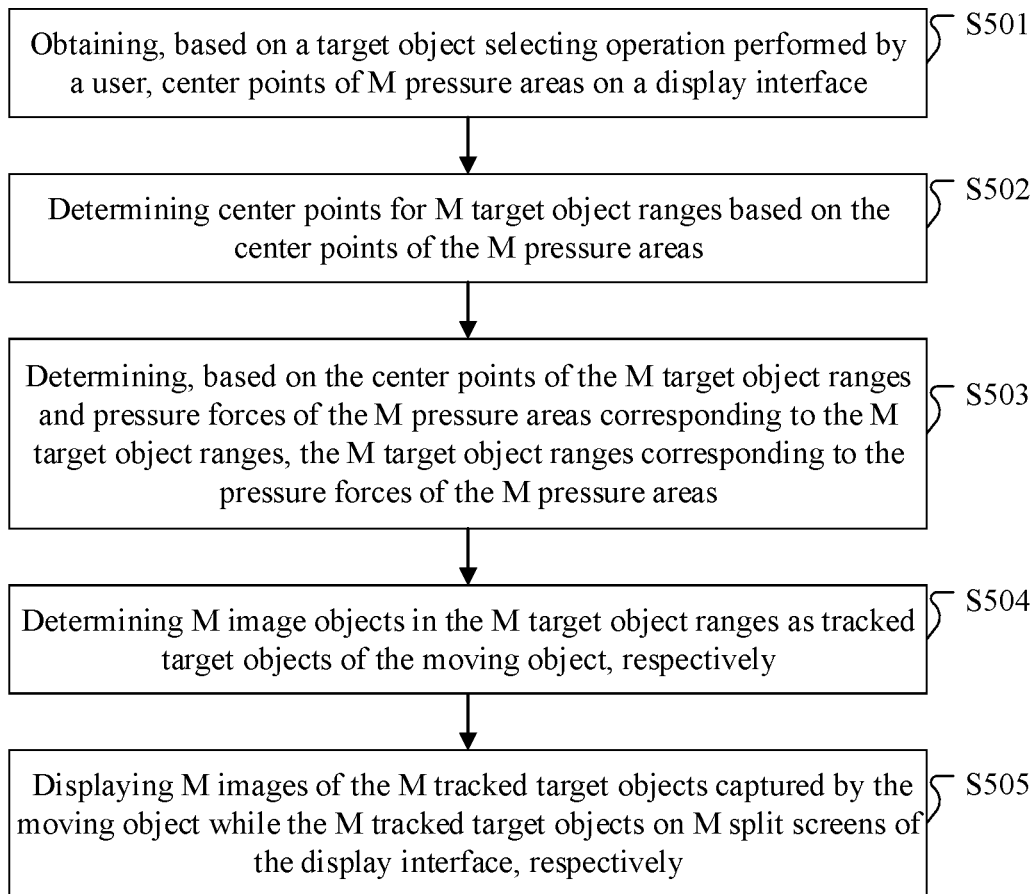 Obtaining, based on a target object selecting operation performed by
a user, center points of M pressure areas on a display interface
S501
Determining center points for M target object ranges based on the
center points of the M pressure areas
S502
Determining, based on the center points of the M target object ranges
and pressure forces of the M pressure areas corresponding to the M
target object ranges, the M target object ranges corresponding to the
pressure forces of the M pressure areas
S503
Determining M image objects in the M target object ranges as tracked
target objects of the moving object, respectively
S504
Displaying M images of the M tracked target objects captured by the
moving object while the M tracked target objects on M split screens of
the display interface, respectively
S505